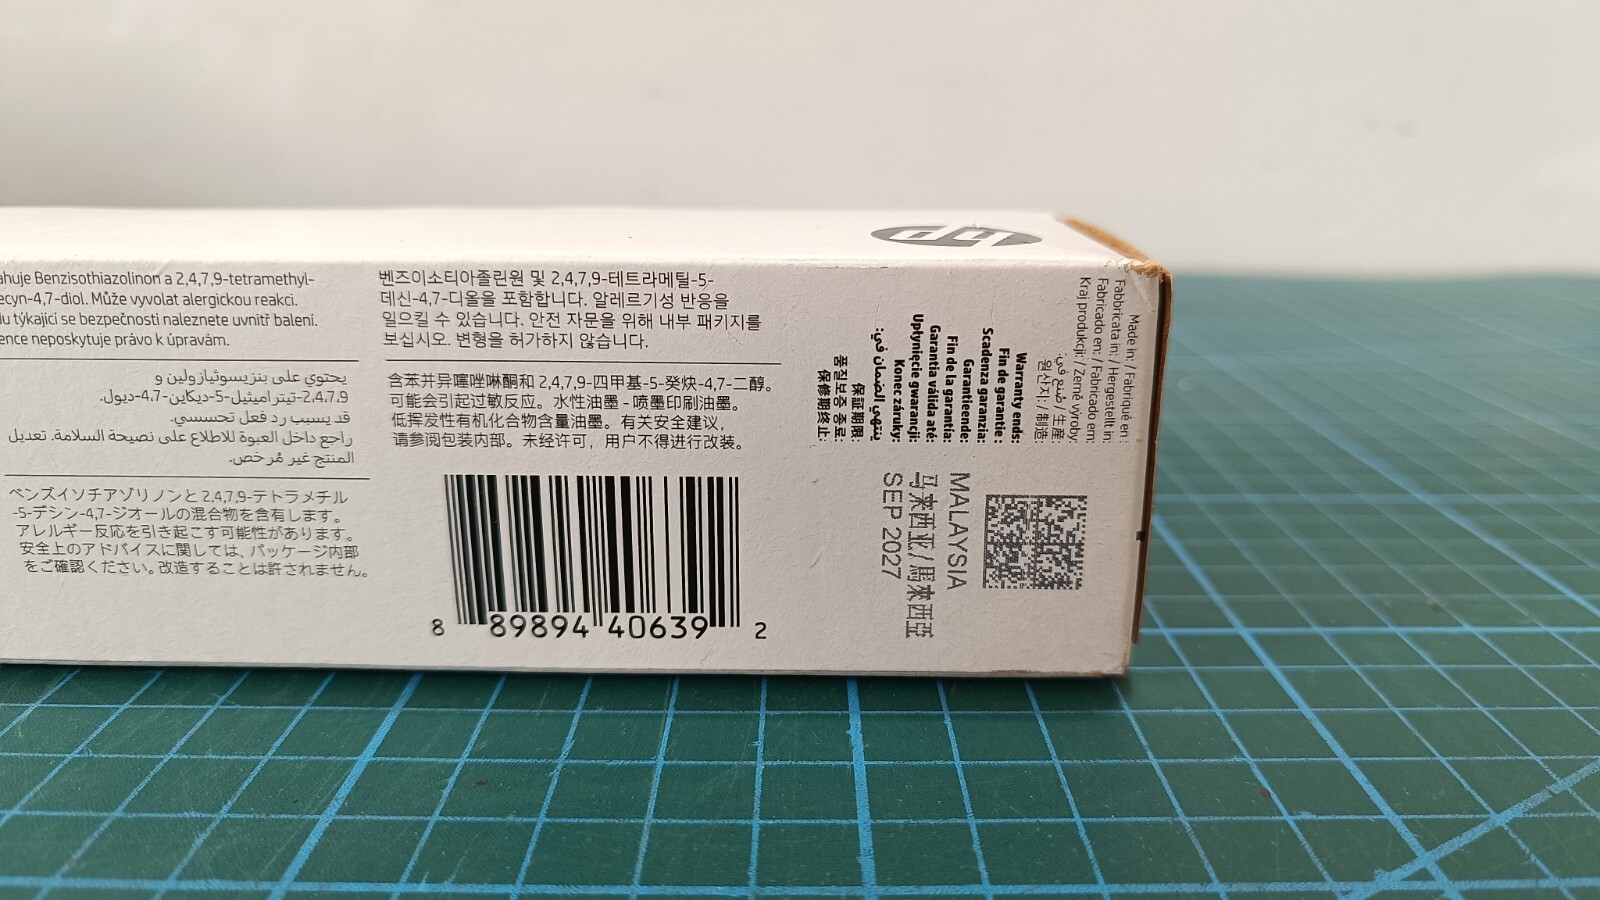 hp
ahuje Benzisothiazolinon a 2,4,7,9-tetramethyl-
ecyn-4,7-diol. Může vyvolat alergickou reakci.
du týkající se bezpečnosti naleznete uvnitř balení.
ence neposkytuje právo k úpravám.
يحتوي على بنزيسوثيازولين و
2,4,7,9-تيتراميثيل-5-ديكاين-4,7-ديول.
قد يسبب رد فعل تحسسي.
راجع داخل العبوة للاطلاع على نصيحة السلامة. تعديل
المنتج غير مُرخص.
ベンズイソチアゾリノンと 2,4,7,9-テトラメチル
-5-デシン-4,7-ジオールの混合物を含有します。
アレルギー反応を引き起こす可能性があります。
安全上のアドバイスに関しては、パッケージ内部
をご確認ください。改造することは許されません。
벤즈이소티아졸린원 및 2,4,7,9-테트라메틸-5-
데신-4,7-디올을 포함합니다. 알레르기성 반응을
일으킬 수 있습니다. 안전 자문을 위해 내부 패키지를
보십시오. 변형을 허가하지 않습니다.
含苯并异噻唑啉酮和 2,4,7,9-四甲基-5-癸炔-4,7-二醇。
可能会引起过敏反应。水性油墨 - 喷墨印刷油墨。
低挥发性有机化合物含量油墨。有关安全建议，
请参阅包装内部。未经许可，用户不得进行改装。
8 89894 40639 2
Made in: / Fabriqué en :
Fabbricata in: / Hergestellt in:
Fabricado en: / Fabricado em:
Kraj produkcji: / Země výroby:
صنع في: / 生産:
원산지: / 制造:
Warranty ends:
Fin de garantie :
Scadenza garanzia:
Garantieende:
Fin de la garantía:
Garantia válida até:
Upłynięcie gwarancji:
Konec záruky:
ينتهي الضمان في:
保証期限:
품질보증 종료:
保修期终止:
MALAYSIA
马来西亚 / 馬來西亞
SEP 2027